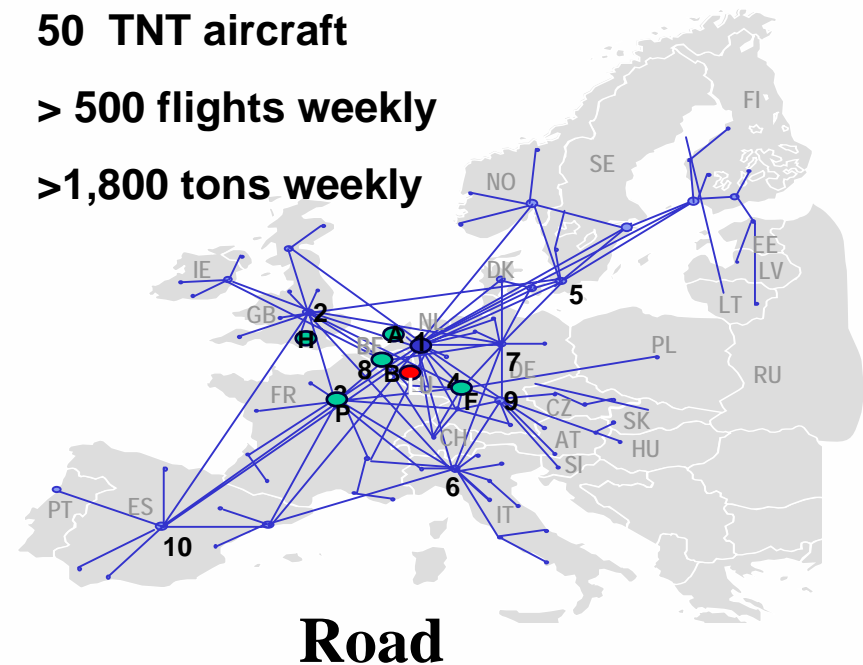 50 TNT aircraft
> 500 flights weekly
>1,800 tons weekly
FI
SE
NO
EE
LV
LT
IE
DK
5
GB
2
H
A
NL
1
BE
8
B
7
DE
PL
RU
FR
3
P
4
F
9
CZ
SK
CH
AT
HU
SI
6
IT
PT
ES
10
Road